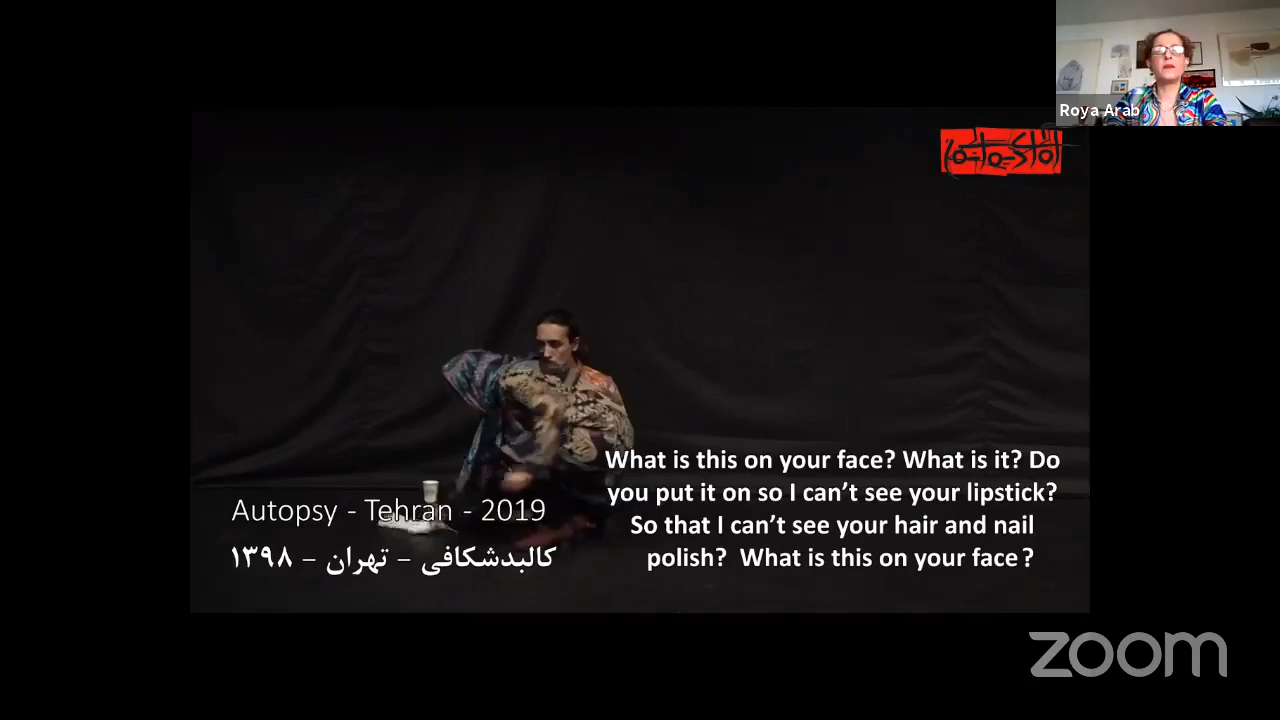 Roya Arab
What is this on your face? What is it? Do
you put it on so I can't see your lipstick?
So that I can't see your hair and nail
polish?  What is this on your face?
Autopsy - Tehran - 2019
کالبدشکافی – تهران – ۱۳۹۸
zoom